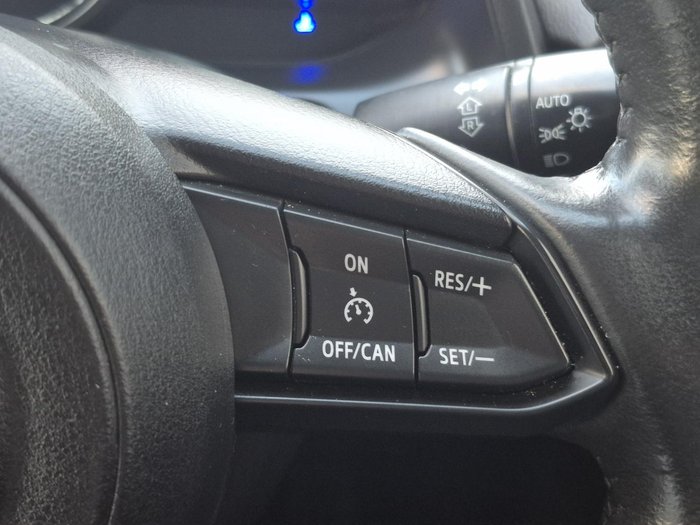 L
R
AUTO
ON
OFF/CAN
RES/+
SET/—